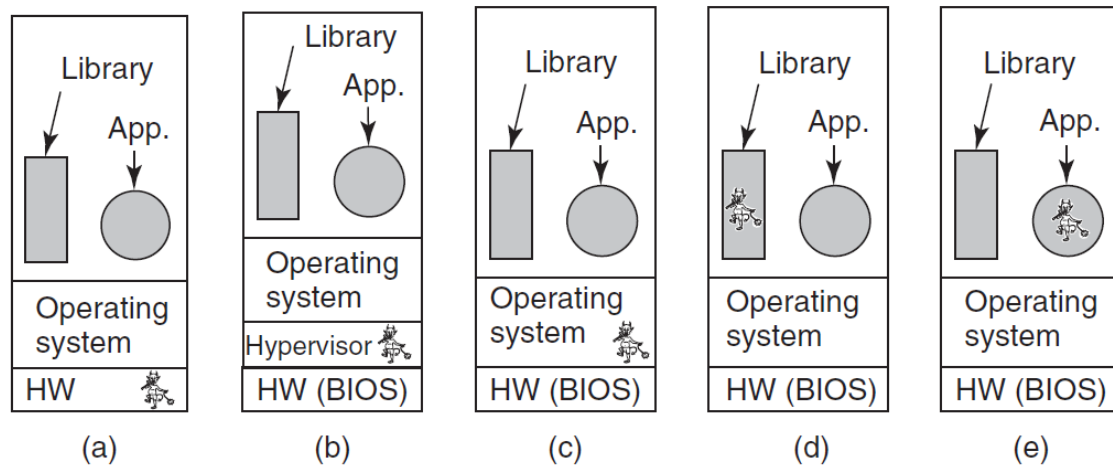 Library
App.
Operating
system
HW
(a)
Library
App.
Operating
system
Hypervisor
HW (BIOS)
(b)
Library
App.
Operating
system
HW (BIOS)
(c)
Library
App.
Operating
system
HW (BIOS)
(d)
Library
App.
Operating
system
HW (BIOS)
(e)